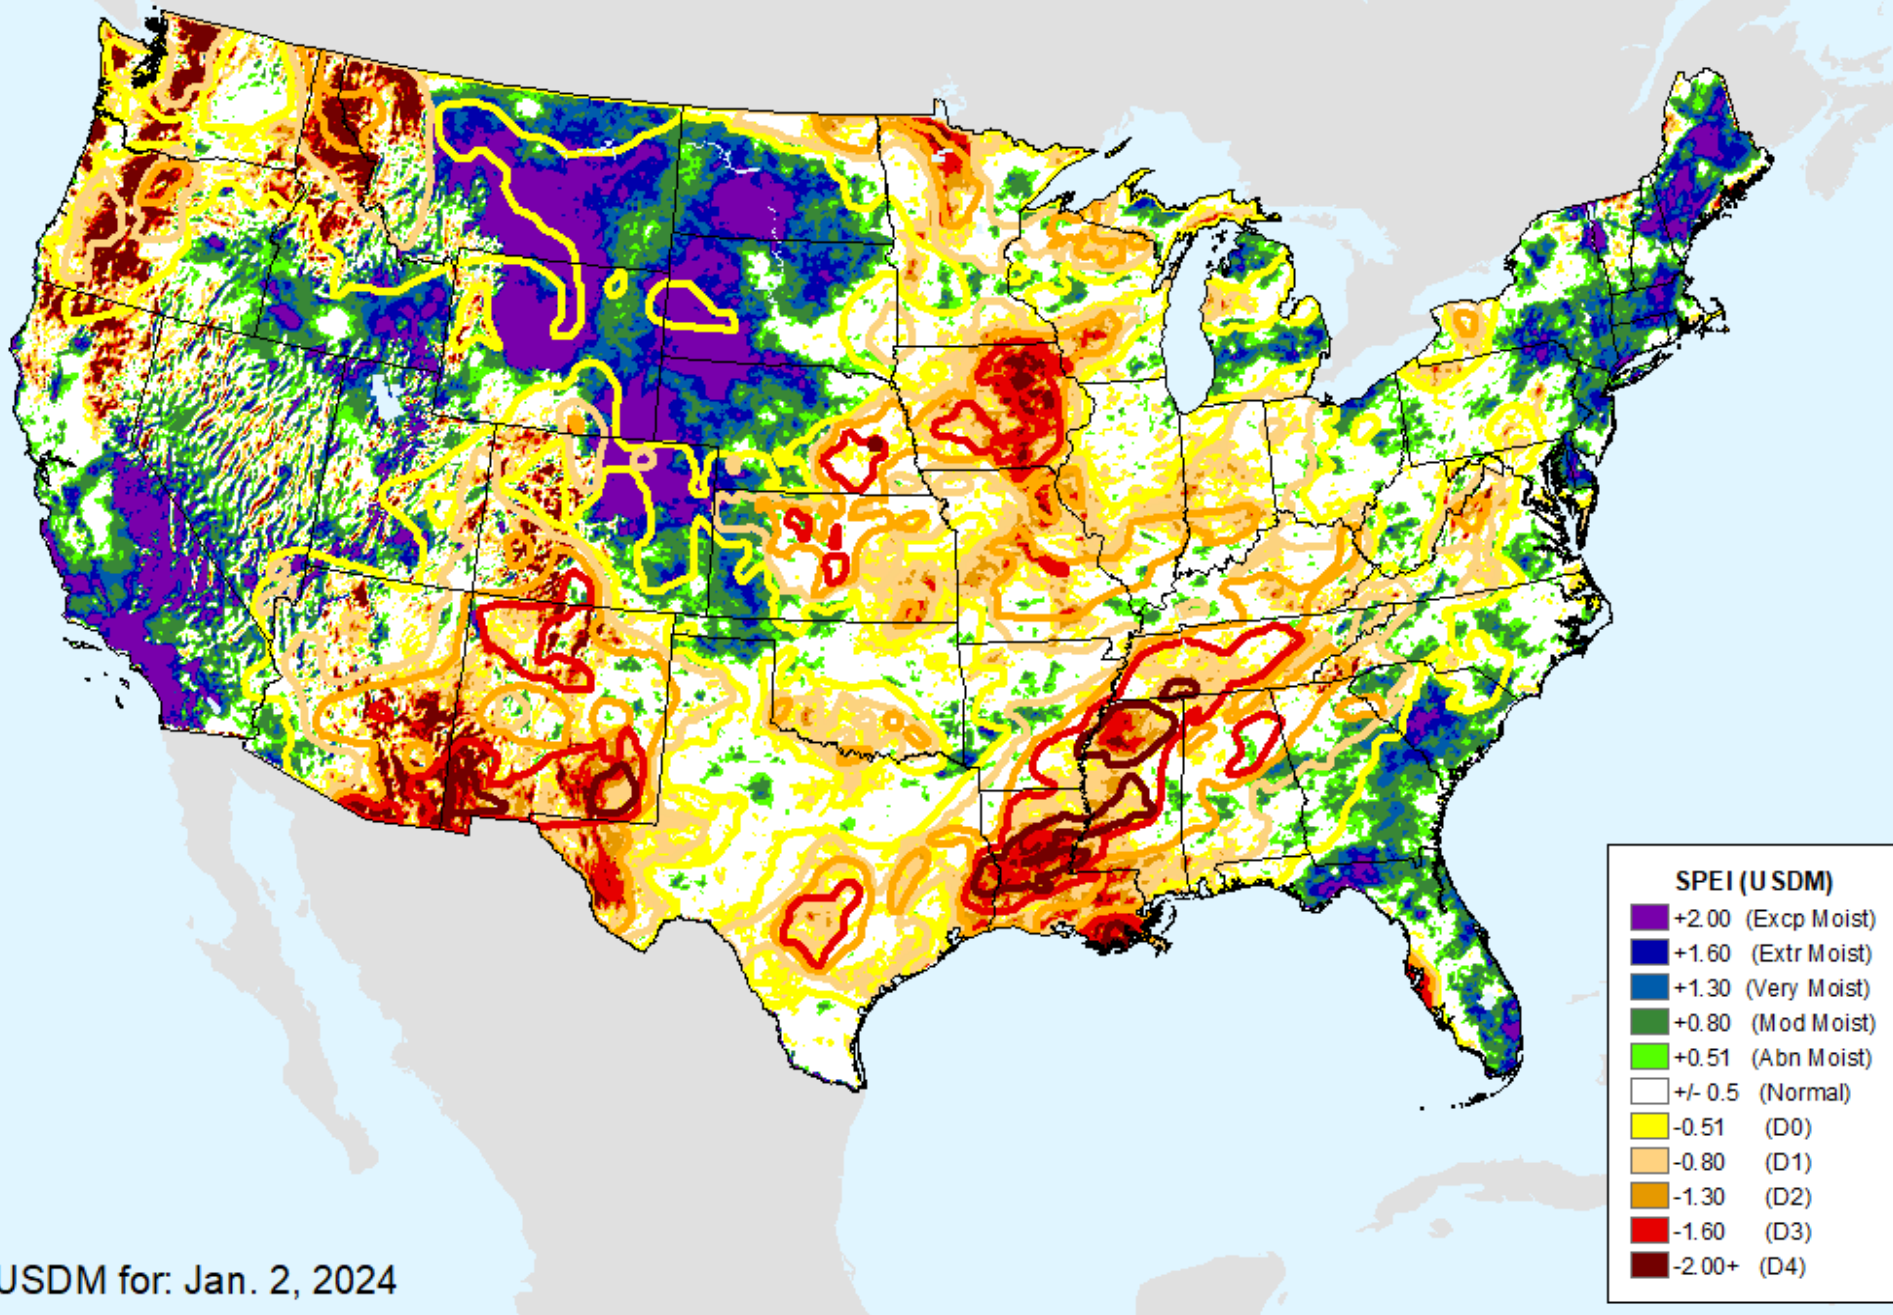 SPEI (USDM)
+2.00 (Excp Moist)
+1.60 (Extr Moist)
+1.30 (Very Moist)
+0.80 (Mod Moist)
+0.51 (Abn Moist)
+/- 0.5 (Normal)
-0.51 (D0)
-0.80 (D1)
-1.30 (D2)
-1.60 (D3)
-2.00+ (D4)
USDM for: Jan. 2, 2024